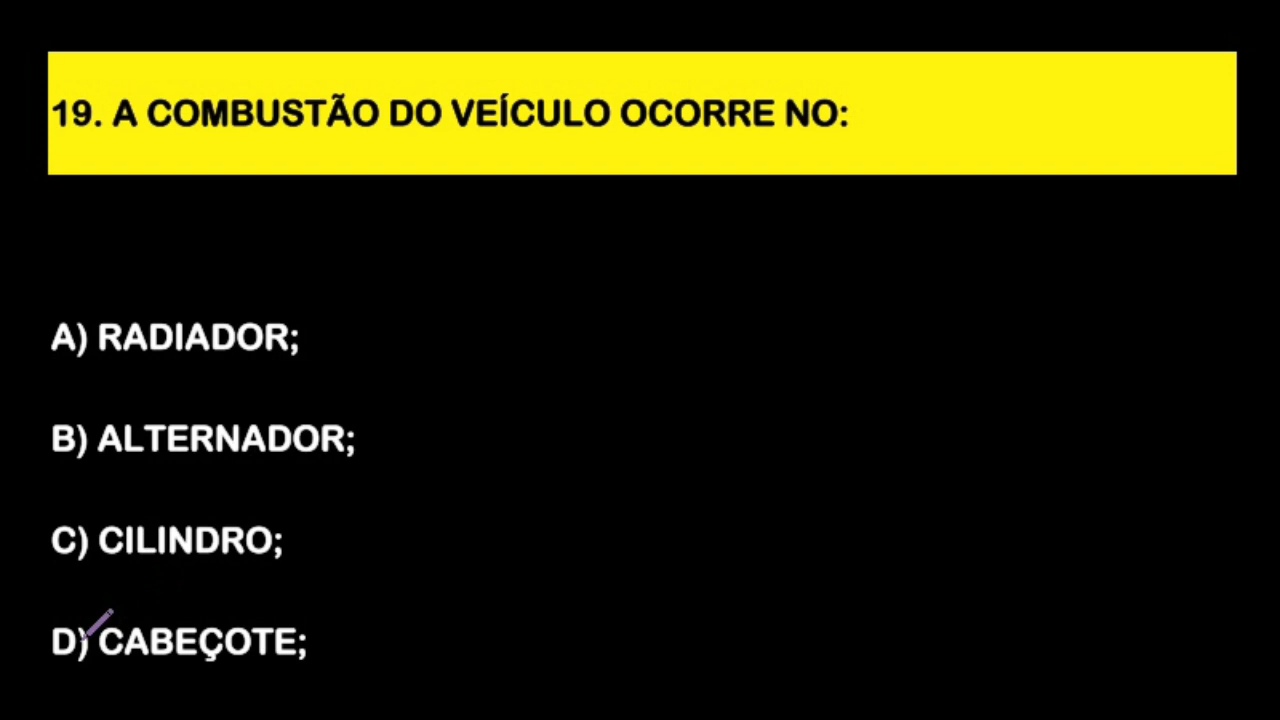 19. A COMBUSTÃO DO VEÍCULO OCORRE NO:
A) RADIADOR;
B) ALTERNADOR;
C) CILINDRO;
D) CABEÇOTE;